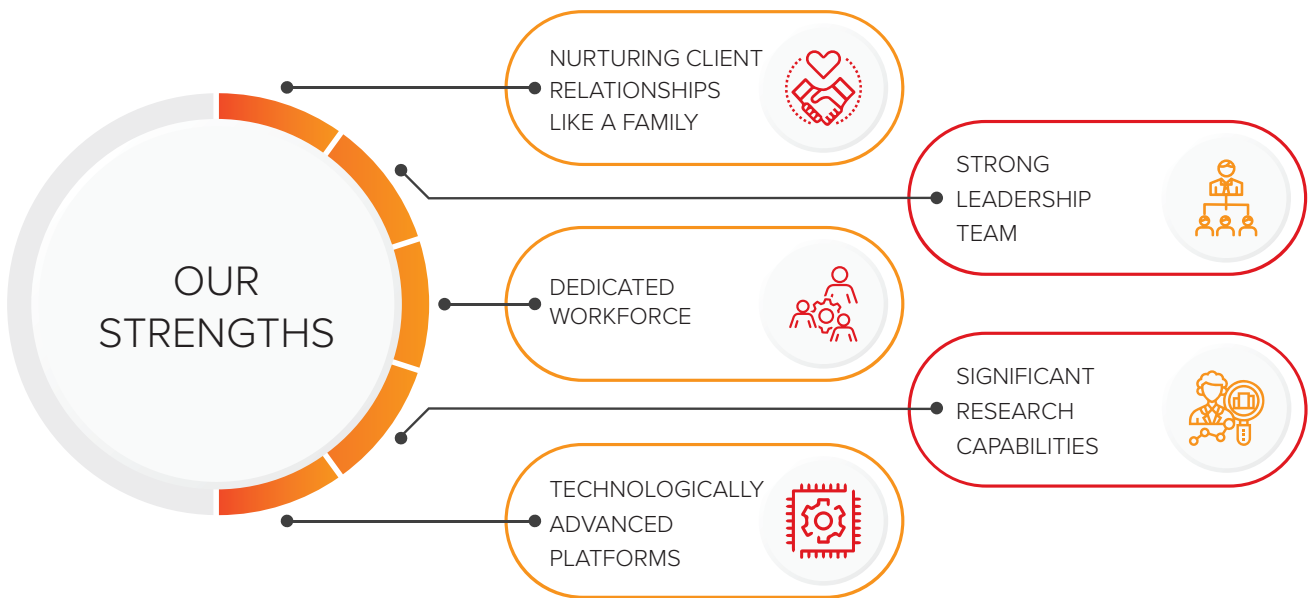 OUR
STRENGTHS
NURTURING CLIENT
RELATIONSHIPS
LIKE A FAMILY
STRONG
LEADERSHIP
TEAM
DEDICATED
WORKFORCE
SIGNIFICANT
RESEARCH
CAPABILITIES
TECHNOLOGICALLY
ADVANCED
PLATFORMS